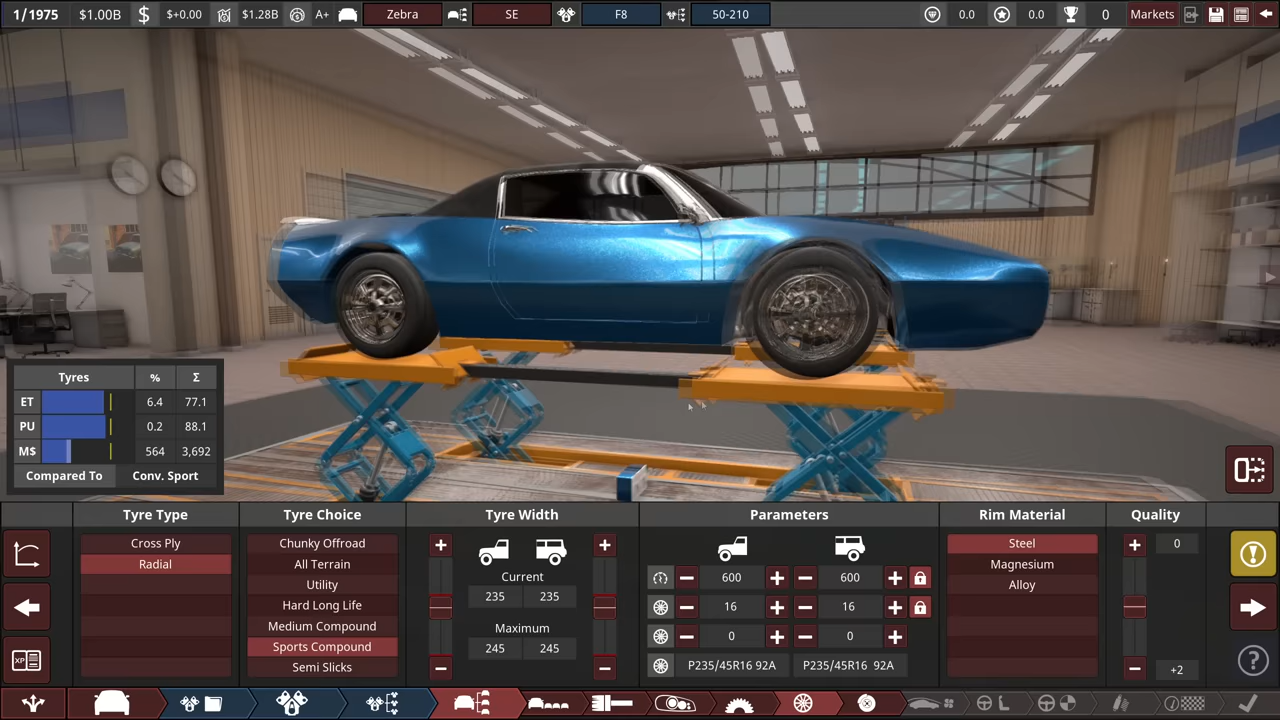 1/1975 $1.00B $ $+0.00 $1.28B A+ Zebra SE F8 50-210 0.0 0.0 0 Markets
Tyres % Σ
ET 6.4 77.1
PU 0.2 88.1
M$ 564 3,692
Compared To Conv. Sport
Tyre Type
Cross Ply
Radial
Tyre Choice
Chunky Offroad
All Terrain
Utility
Hard Long Life
Medium Compound
Sports Compound
Semi Slicks
Tyre Width
Current
235 235
Maximum
245 245
Parameters
600 600
16 16
0 0
P235/45R16 92A P235/45R16 92A
Rim Material
Steel
Magnesium
Alloy
Quality
0
+2
XP